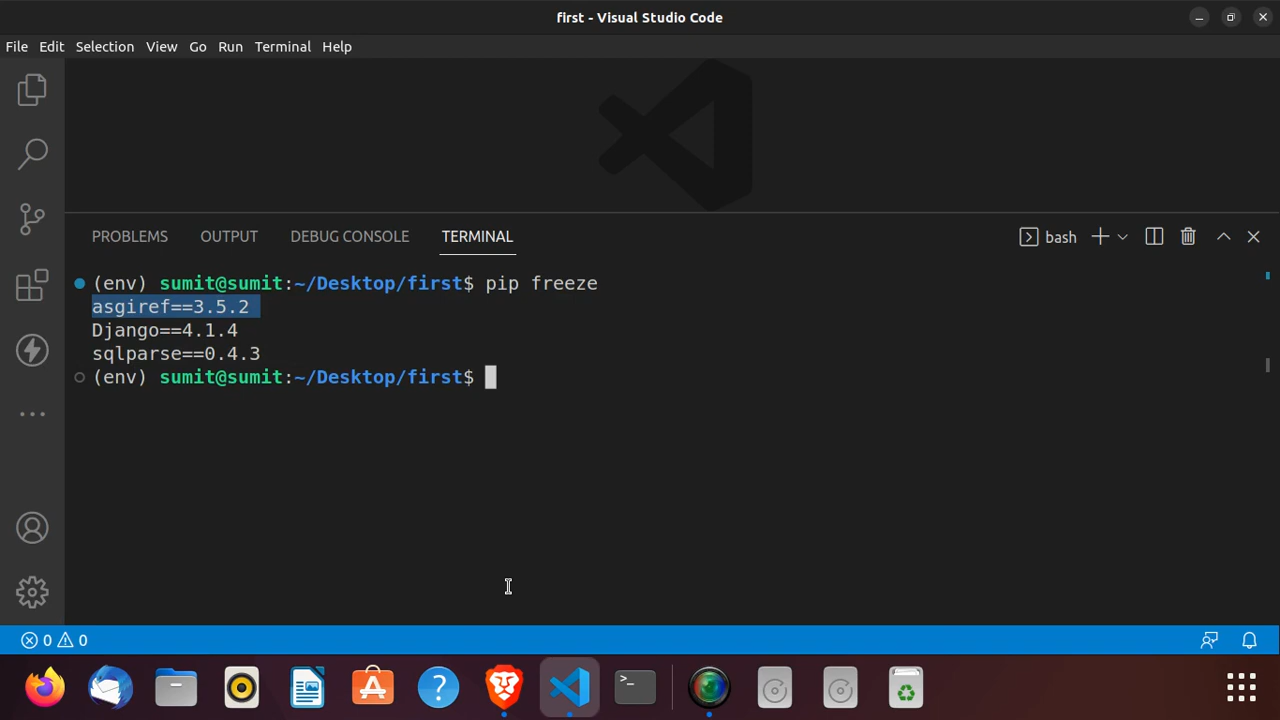 first - Visual Studio Code
File Edit Selection View Go Run Terminal Help
PROBLEMS OUTPUT DEBUG CONSOLE TERMINAL bash
(env) sumit@sumit:~/Desktop/first$ pip freeze
asgiref==3.5.2
Django==4.1.4
sqlparse==0.4.3
(env) sumit@sumit:~/Desktop/first$
0 0